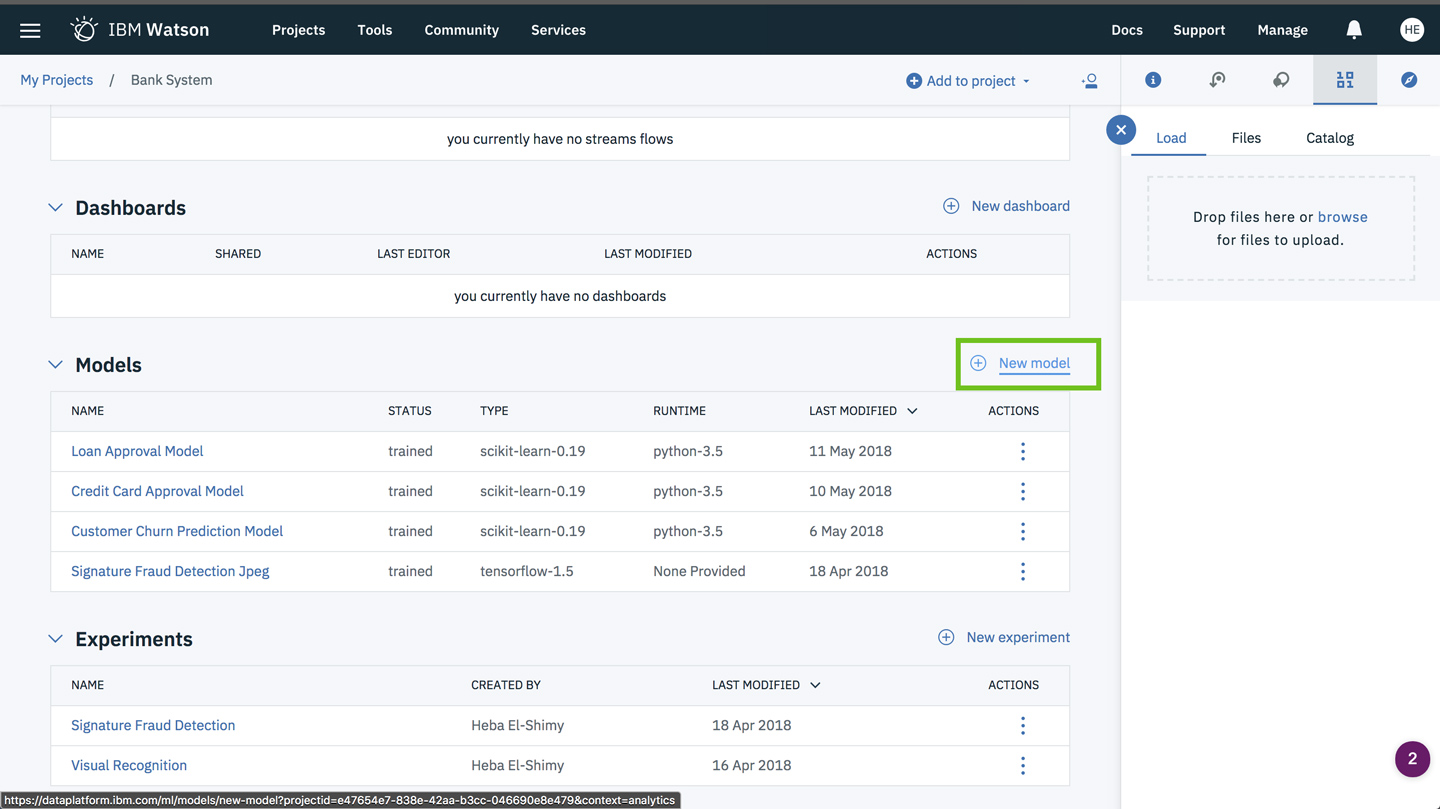 IBM Watson Projects Tools Community Services Docs Support Manage HE
My Projects / Bank System Add to project
Load Files Catalog
Drop files here or browse
for files to upload.
you currently have no streams flows
Dashboards New dashboard
NAME SHARED LAST EDITOR LAST MODIFIED ACTIONS
you currently have no dashboards
Models New model
NAME STATUS TYPE RUNTIME LAST MODIFIED ACTIONS
Loan Approval Model trained scikit-learn-0.19 python-3.5 11 May 2018
Credit Card Approval Model trained scikit-learn-0.19 python-3.5 10 May 2018
Customer Churn Prediction Model trained scikit-learn-0.19 python-3.5 6 May 2018
Signature Fraud Detection Jpeg trained tensorflow-1.5 None Provided 18 Apr 2018
Experiments New experiment
NAME CREATED BY LAST MODIFIED ACTIONS
Signature Fraud Detection Heba El-Shimy 18 Apr 2018
Visual Recognition Heba El-Shimy 16 Apr 2018
2
https://dataplatform.ibm.com/ml/models/new-model?projectid=e47654e7-838e-42aa-b3cc-046690e8e479&context=analytics